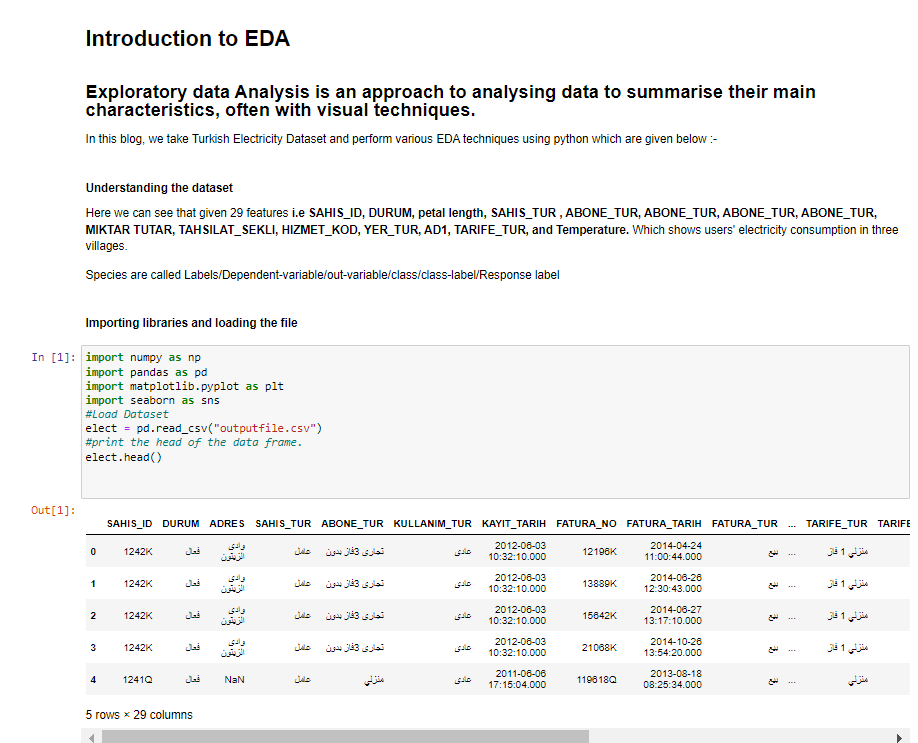 Introduction to EDA
Exploratory data Analysis is an approach to analysing data to summarise their main
characteristics, often with visual techniques.
In this blog, we take Turkish Electricity Dataset and perform various EDA techniques using python which are given below :-
Understanding the dataset
Here we can see that given 29 features i.e SAHIS_ID, DURUM, petal length, SAHIS_TUR , ABONE_TUR, ABONE_TUR, ABONE_TUR, ABONE_TUR,
MIKTAR TUTAR, TAHSILAT_SEKLI, HIZMET_KOD, YER_TUR, AD1, TARIFE_TUR, and Temperature. Which shows users' electricity consumption in three
villages.
Species are called Labels/Dependent-variable/out-variable/class/class-label/Response label
Importing libraries and loading the file
In [1]: import numpy as np
import pandas as pd
import matplotlib.pyplot as plt
import seaborn as sns
#Load Dataset
elect = pd.read_csv("outputfile.csv")
#print the head of the data frame.
elect.head()
Out[1]:
SAHIS_ID DURUM ADRES SAHIS_TUR ABONE_TUR KULLANIM_TUR KAYIT_TARIH FATURA_NO FATURA_TARIH FATURA_TUR ... TARIFE_TUR TARIFE
0 1242K فعال وادى الزيتون عامل تجارى 3فاز بدون عادى 2012-06-03 10:32:10.000 12196K 2014-04-24 11:00:44.000 بيع ... منزلي 1 فاز
1 1242K فعال وادى الزيتون عامل تجارى 3فاز بدون عادى 2012-06-03 10:32:10.000 13889K 2014-06-26 12:30:43.000 بيع ... منزلي 1 فاز
2 1242K فعال وادى الزيتون عامل تجارى 3فاز بدون عادى 2012-06-03 10:32:10.000 15642K 2014-06-27 13:17:10.000 بيع ... منزلي 1 فاز
3 1242K فعال وادى الزيتون عامل تجارى 3فاز بدون عادى 2012-06-03 10:32:10.000 21068K 2014-10-26 13:54:20.000 بيع ... منزلي 1 فاز
4 1241Q فعال NaN عامل منزلي عادى 2011-06-06 17:15:04.000 119618Q 2013-08-18 08:25:34.000 بيع ... منزلي
5 rows × 29 columns